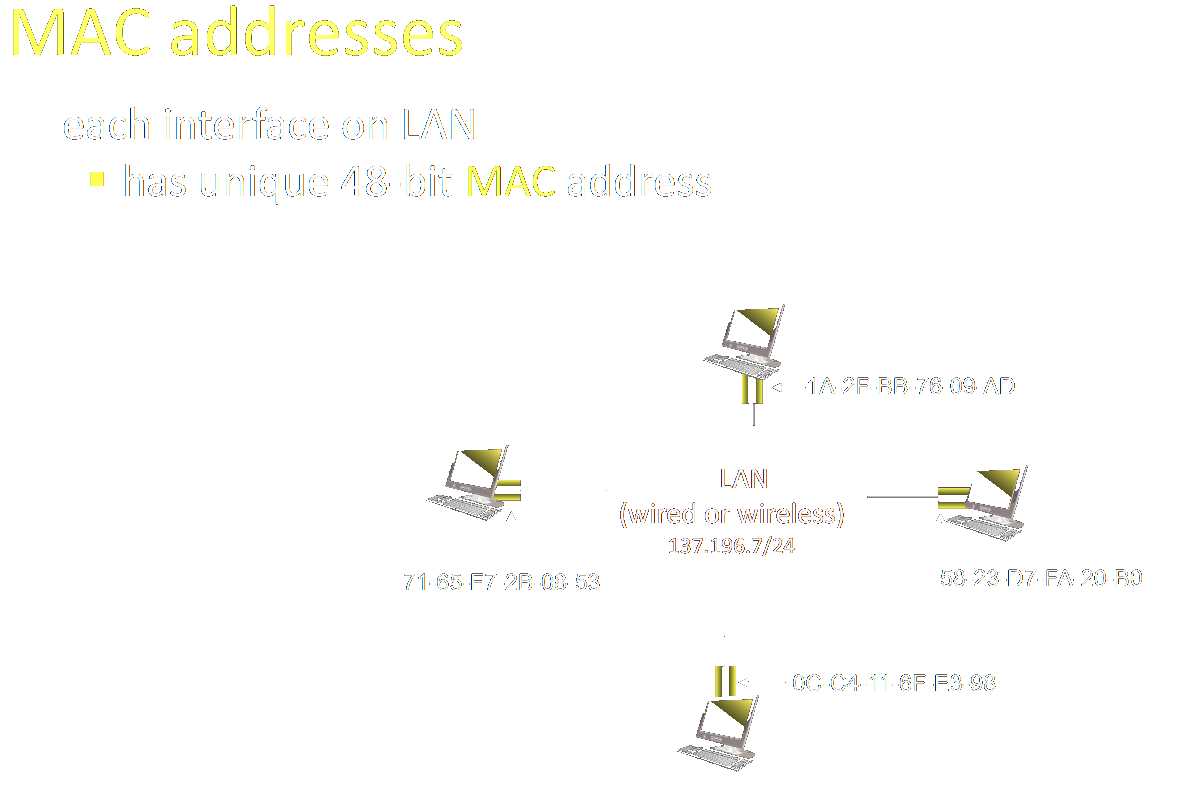 MAC addresses
each interface on LAN
has unique 48-bit MAC address
1A-2F-BB-76-09-AD
LAN
(wired or wireless)
137.196.7/24
71-65-F7-2B-08-53
58-23-D7-FA-20-B0
0C-C4-11-6F-E3-98